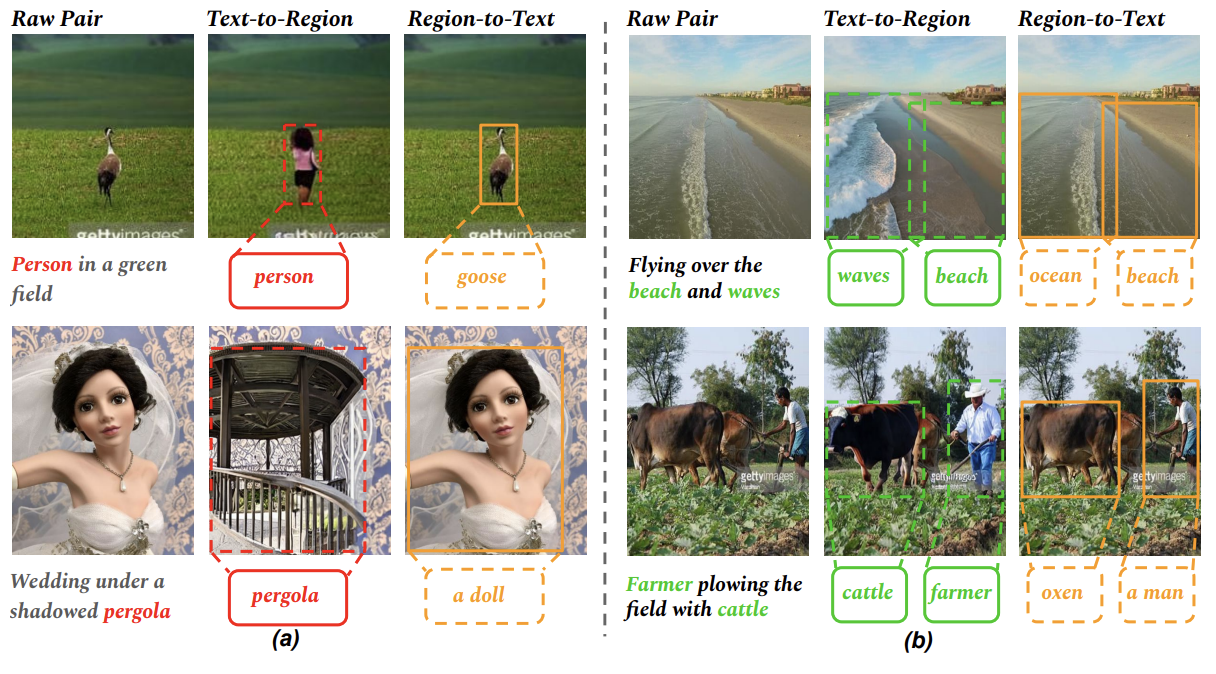 Raw Pair
Text-to-Region
Region-to-Text
gettyimages®
gettyimages®
Person in a green
field
person
goose
Wedding under a
shadowed pergola
pergola
a doll
(a)
Raw Pair
Text-to-Region
Region-to-Text
Flying over the
beach and waves
waves
beach
ocean
beach
gettyimages
gettyimages
gettyimages
Farmer plowing the
field with cattle
cattle
farmer
oxen
a man
(b)